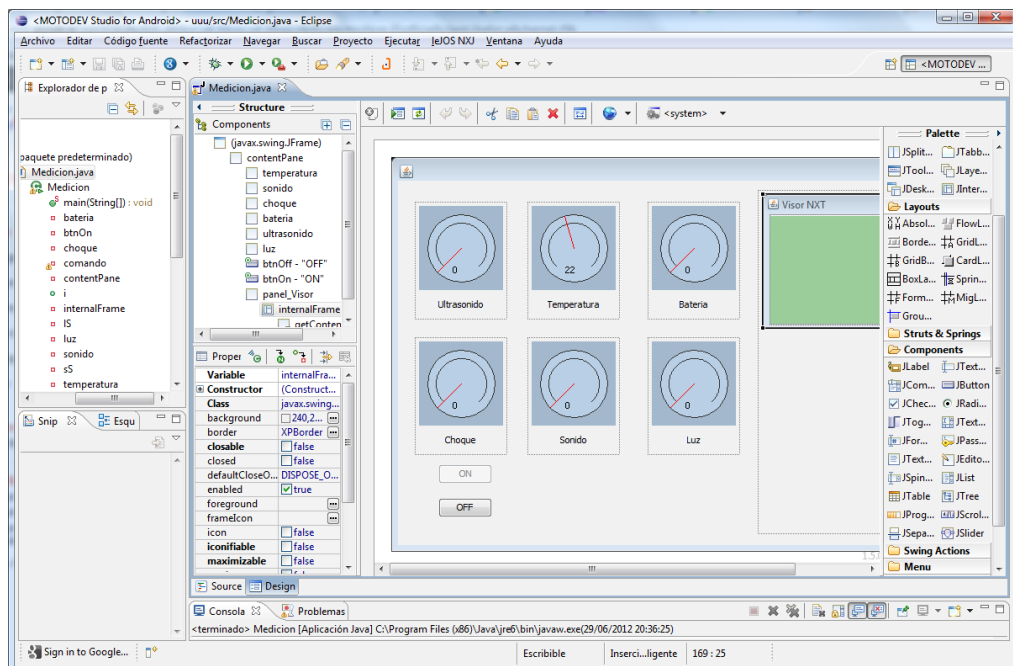 <MOTODEV Studio for Android> - uuu/src/Medicion.java - Eclipse
Archivo Editar Código fuente Refactorizar Navegar Buscar Proyecto Ejecutar leJOS NXJ Ventana Ayuda
<MOTODEV ...
Explorador de p
paquete predeterminado)
Medicion.java
Medicion
main(String[]) : void
bateria
btnOn
choque
comando
contentPane
i
internalFrame
lS
luz
sonido
sS
temperatura
Snip
Esqu
Medicion.java
Structure
Components
(javax.swing.JFrame)
contentPane
temperatura
sonido
choque
bateria
ultrasonido
luz
btnOff - "OFF"
btnOn - "ON"
panel_Visor
internalFrame
getConten
Proper
Variable internalFra...
Constructor (Construct...
Class javax.swing...
background 240,2... ...
border XPBorder ...
closable false
closed false
defaultCloseO... DISPOSE_O...
enabled true
foreground ...
frameIcon ...
icon false
iconifiable false
maximizable false
Source Design
<system>
0
Ultrasonido
22
Temperatura
0
Bateria
0
Choque
0
Sonido
0
Luz
ON
OFF
Visor NXT
Palette
JSplit... JTabb...
JTool... JLaye...
JDesk... JInter...
Layouts
Absol... FlowL...
Borde... GridL...
GridB... CardL...
BoxLa... Sprin...
Form... MigL...
Grou...
Struts & Springs
Components
JLabel JText...
JCom... JButton
JChec... JRadi...
JTog... JText...
JFor... JPass...
JText... JEdito...
JSpin... JList
JTable JTree
JProg... JScrol...
JSepa... JSlider
Swing Actions
Menu
Consola Problemas
<terminado> Medicion [Aplicación Java] C:\Program Files (x86)\Java\jre6\bin\javaw.exe(29/06/2012 20:36:25)
Sign in to Google...
Escribible
Inserci...ligente
169 : 25